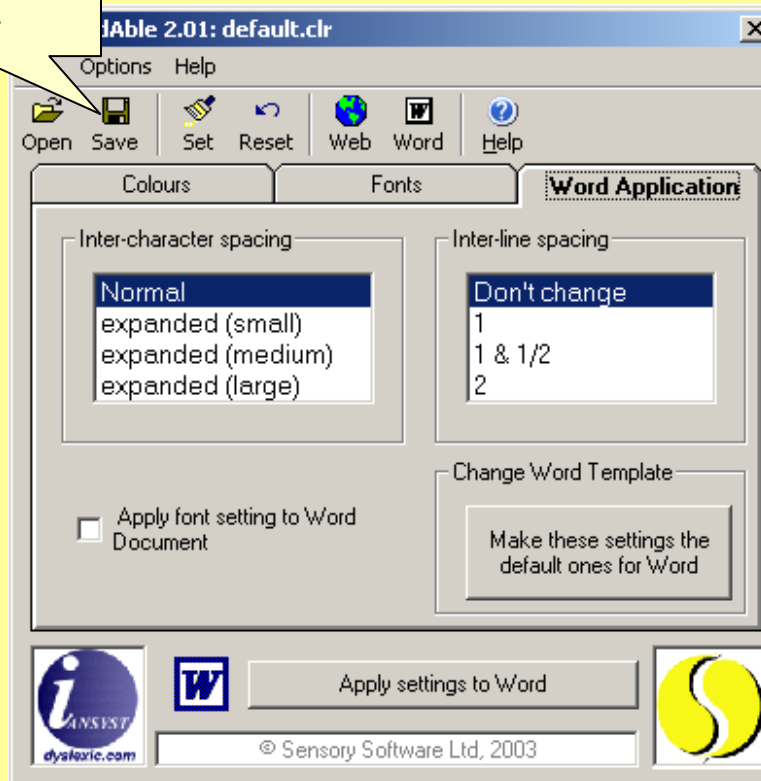 dAble 2.01: default.clr
Options Help
Open Save Set Reset Web Word Help
Colours Fonts Word Application
Inter-character spacing
Normal
expanded (small)
expanded (medium)
expanded (large)
Inter-line spacing
Don't change
1
1 & 1/2
2
Apply font setting to Word
Document
Change Word Template
Make these settings the
default ones for Word
W
Apply settings to Word
iANSYST
dyslexic.com
© Sensory Software Ltd, 2003